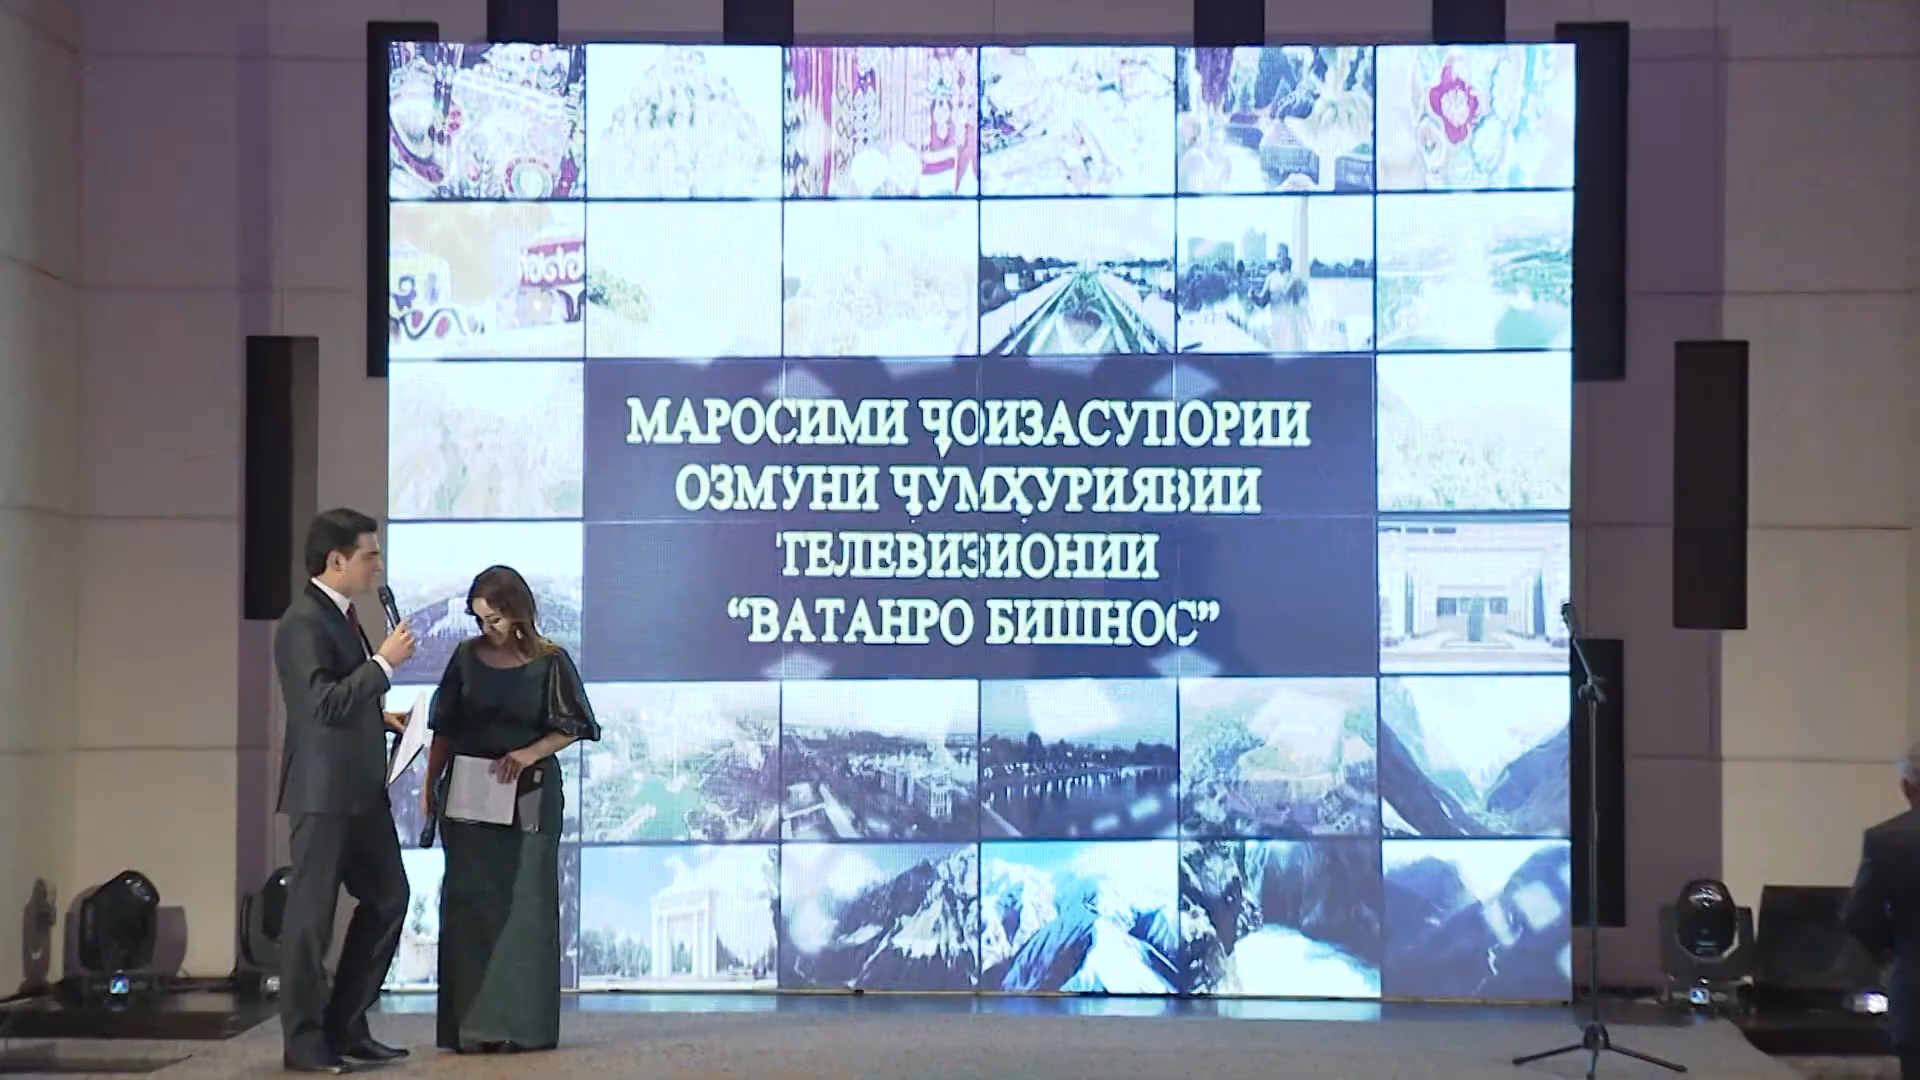 МАРОСИМИ ҶОИЗАСУПОРИИ
ОЗМУНИ ҶУМҲУРИЯВИИ
ТЕЛЕВИЗИОНИИ
“ВАТАНРО БИШНОС”